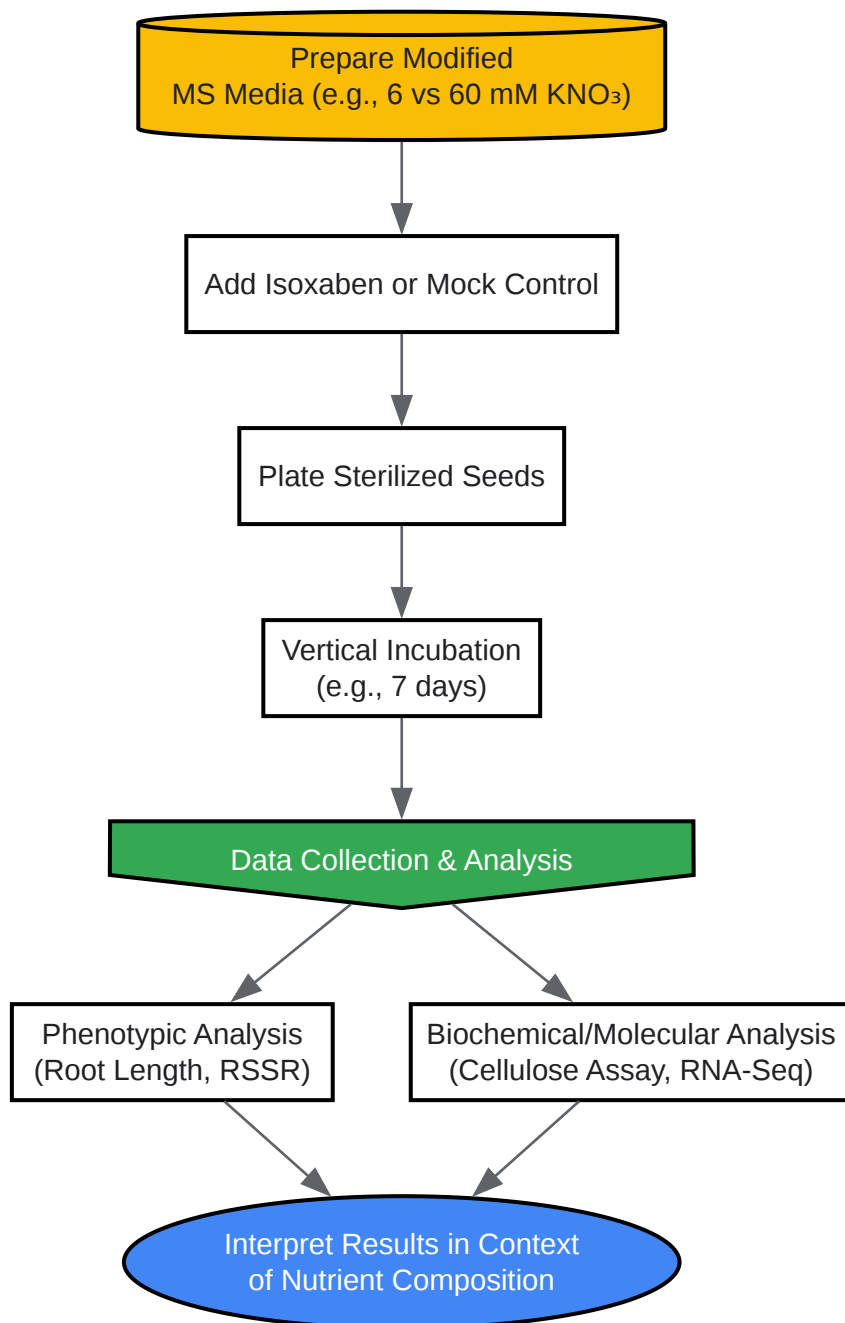 Prepare Modified
MS Media (e.g., 6 vs 60 mM KNO₃)
Add Isoxaben or Mock Control
Plate Sterilized Seeds
Vertical Incubation
(e.g., 7 days)
Data Collection & Analysis
Phenotypic Analysis
(Root Length, RSSR)
Biochemical/Molecular Analysis
(Cellulose Assay, RNA-Seq)
Interpret Results in Context
of Nutrient Composition